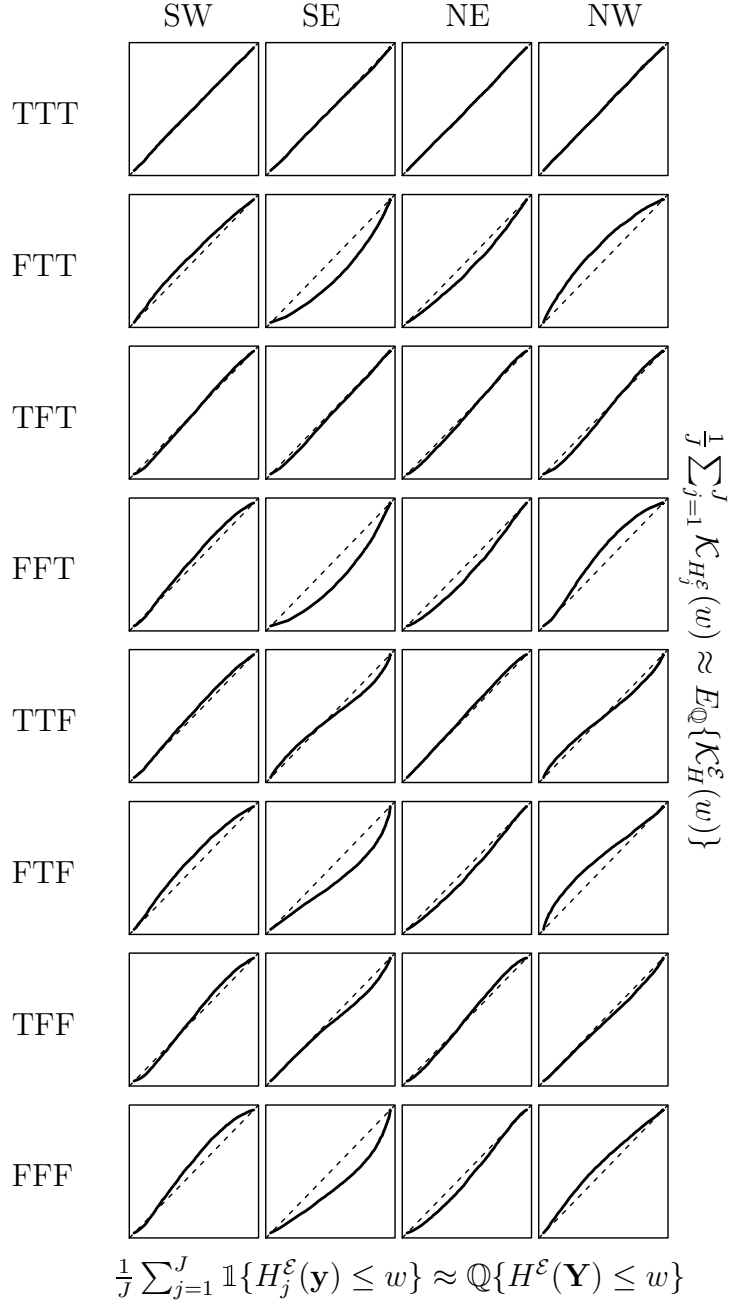 SW SE NE NW
TTT
FTT
TFT
FFT
TTF
FTF
TFF
FFF
$\frac{1}{J} \sum_{j=1}^{J} \mathcal{K}_{H_j^{\mathcal{E}}}(w) \approx E_{\mathbb{Q}}\{\mathcal{K}_H^{\mathcal{E}}(w)\}$
$\frac{1}{J} \sum_{j=1}^{J} \mathbb{1}\{H_j^{\mathcal{E}}(\mathbf{y}) \leq w\} \approx \mathbb{Q}\{H^{\mathcal{E}}(\mathbf{Y}) \leq w\}$